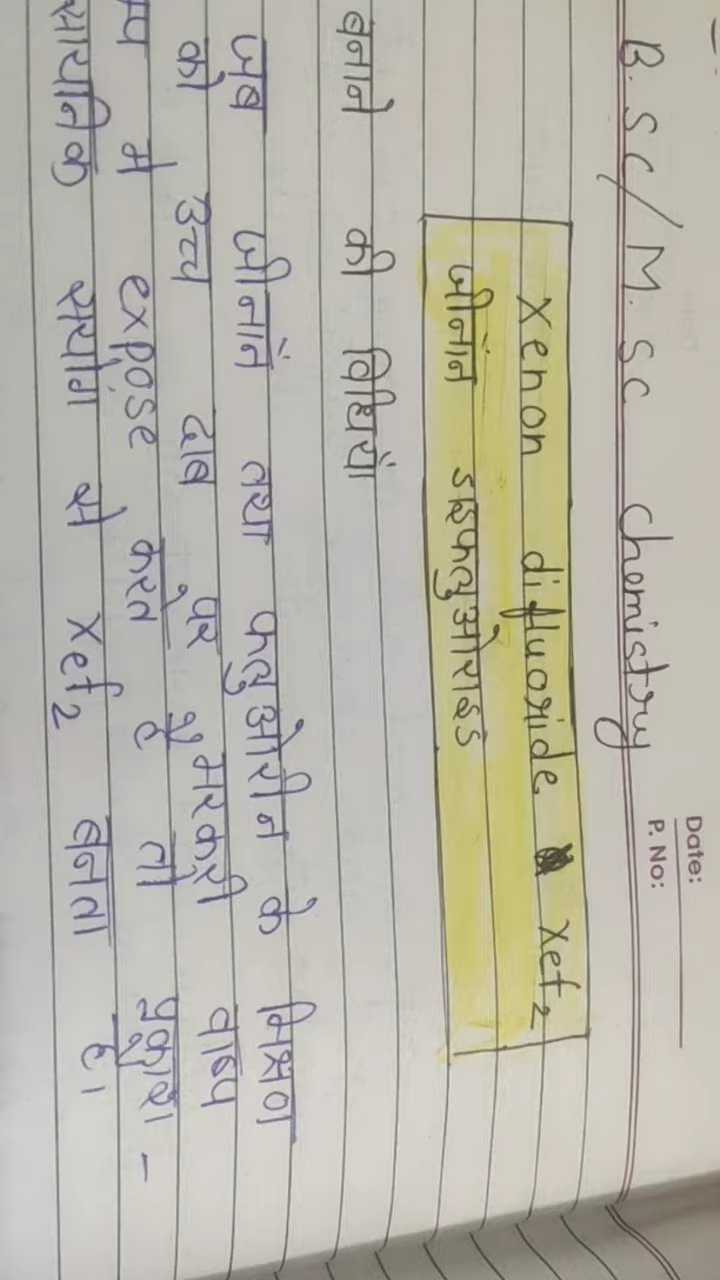 Date:
P. No:
B. SC/ M. SC chemistry
Xenon difluoride Xef₂
जीनॉन डाइफ्लुओराइड
बनाने की विधियाँ
जब जीनॉन तथा फ्लुओरीन के मिश्रण
को उच्च दाब पर मरकरी वाष्प
में expose करते है तो प्रकाश -
रासायनिक संयोग से Xef₂ बनता है।